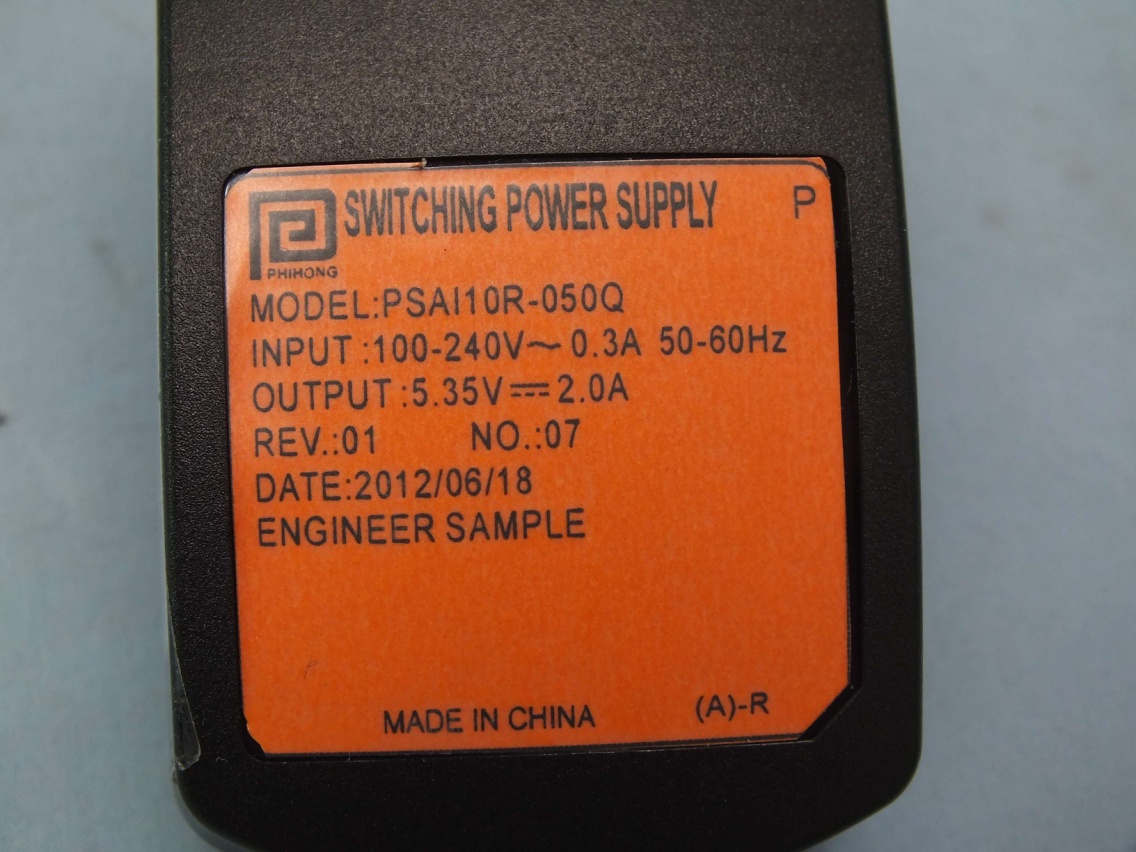 SWITCHING POWER SUPPLY P
PHIHONG
MODEL:PSAI10R-050Q
INPUT :100-240V~ 0.3A 50-60Hz
OUTPUT :5.35V⎓2.0A
REV.:01 NO.:07
DATE:2012/06/18
ENGINEER SAMPLE
MADE IN CHINA (A)-R